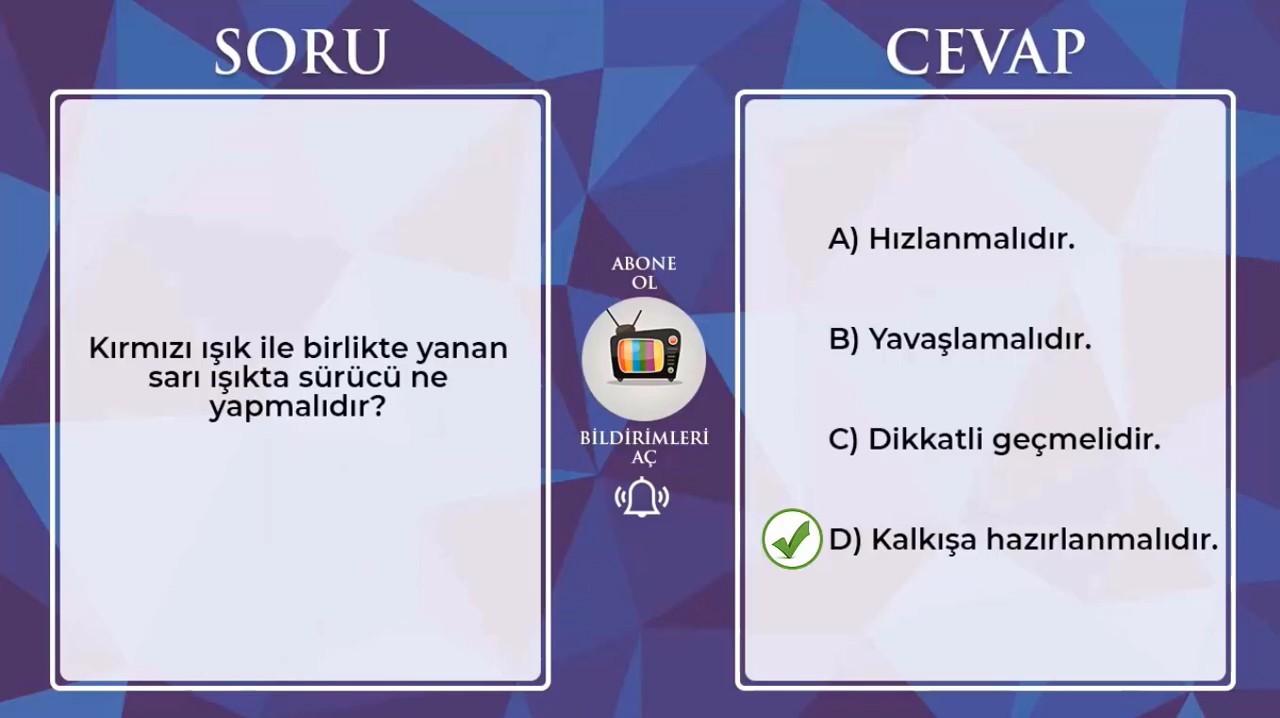 SORU
Kırmızı ışık ile birlikte yanan
sarı ışıkta sürücü ne
yapmalıdır?
ABONE
OL
BİLDİRİMLERİ
AÇ
CEVAP
A) Hızlanmalıdır.
B) Yavaşlamalıdır.
C) Dikkatli geçmelidir.
D) Kalkışa hazırlanmalıdır.